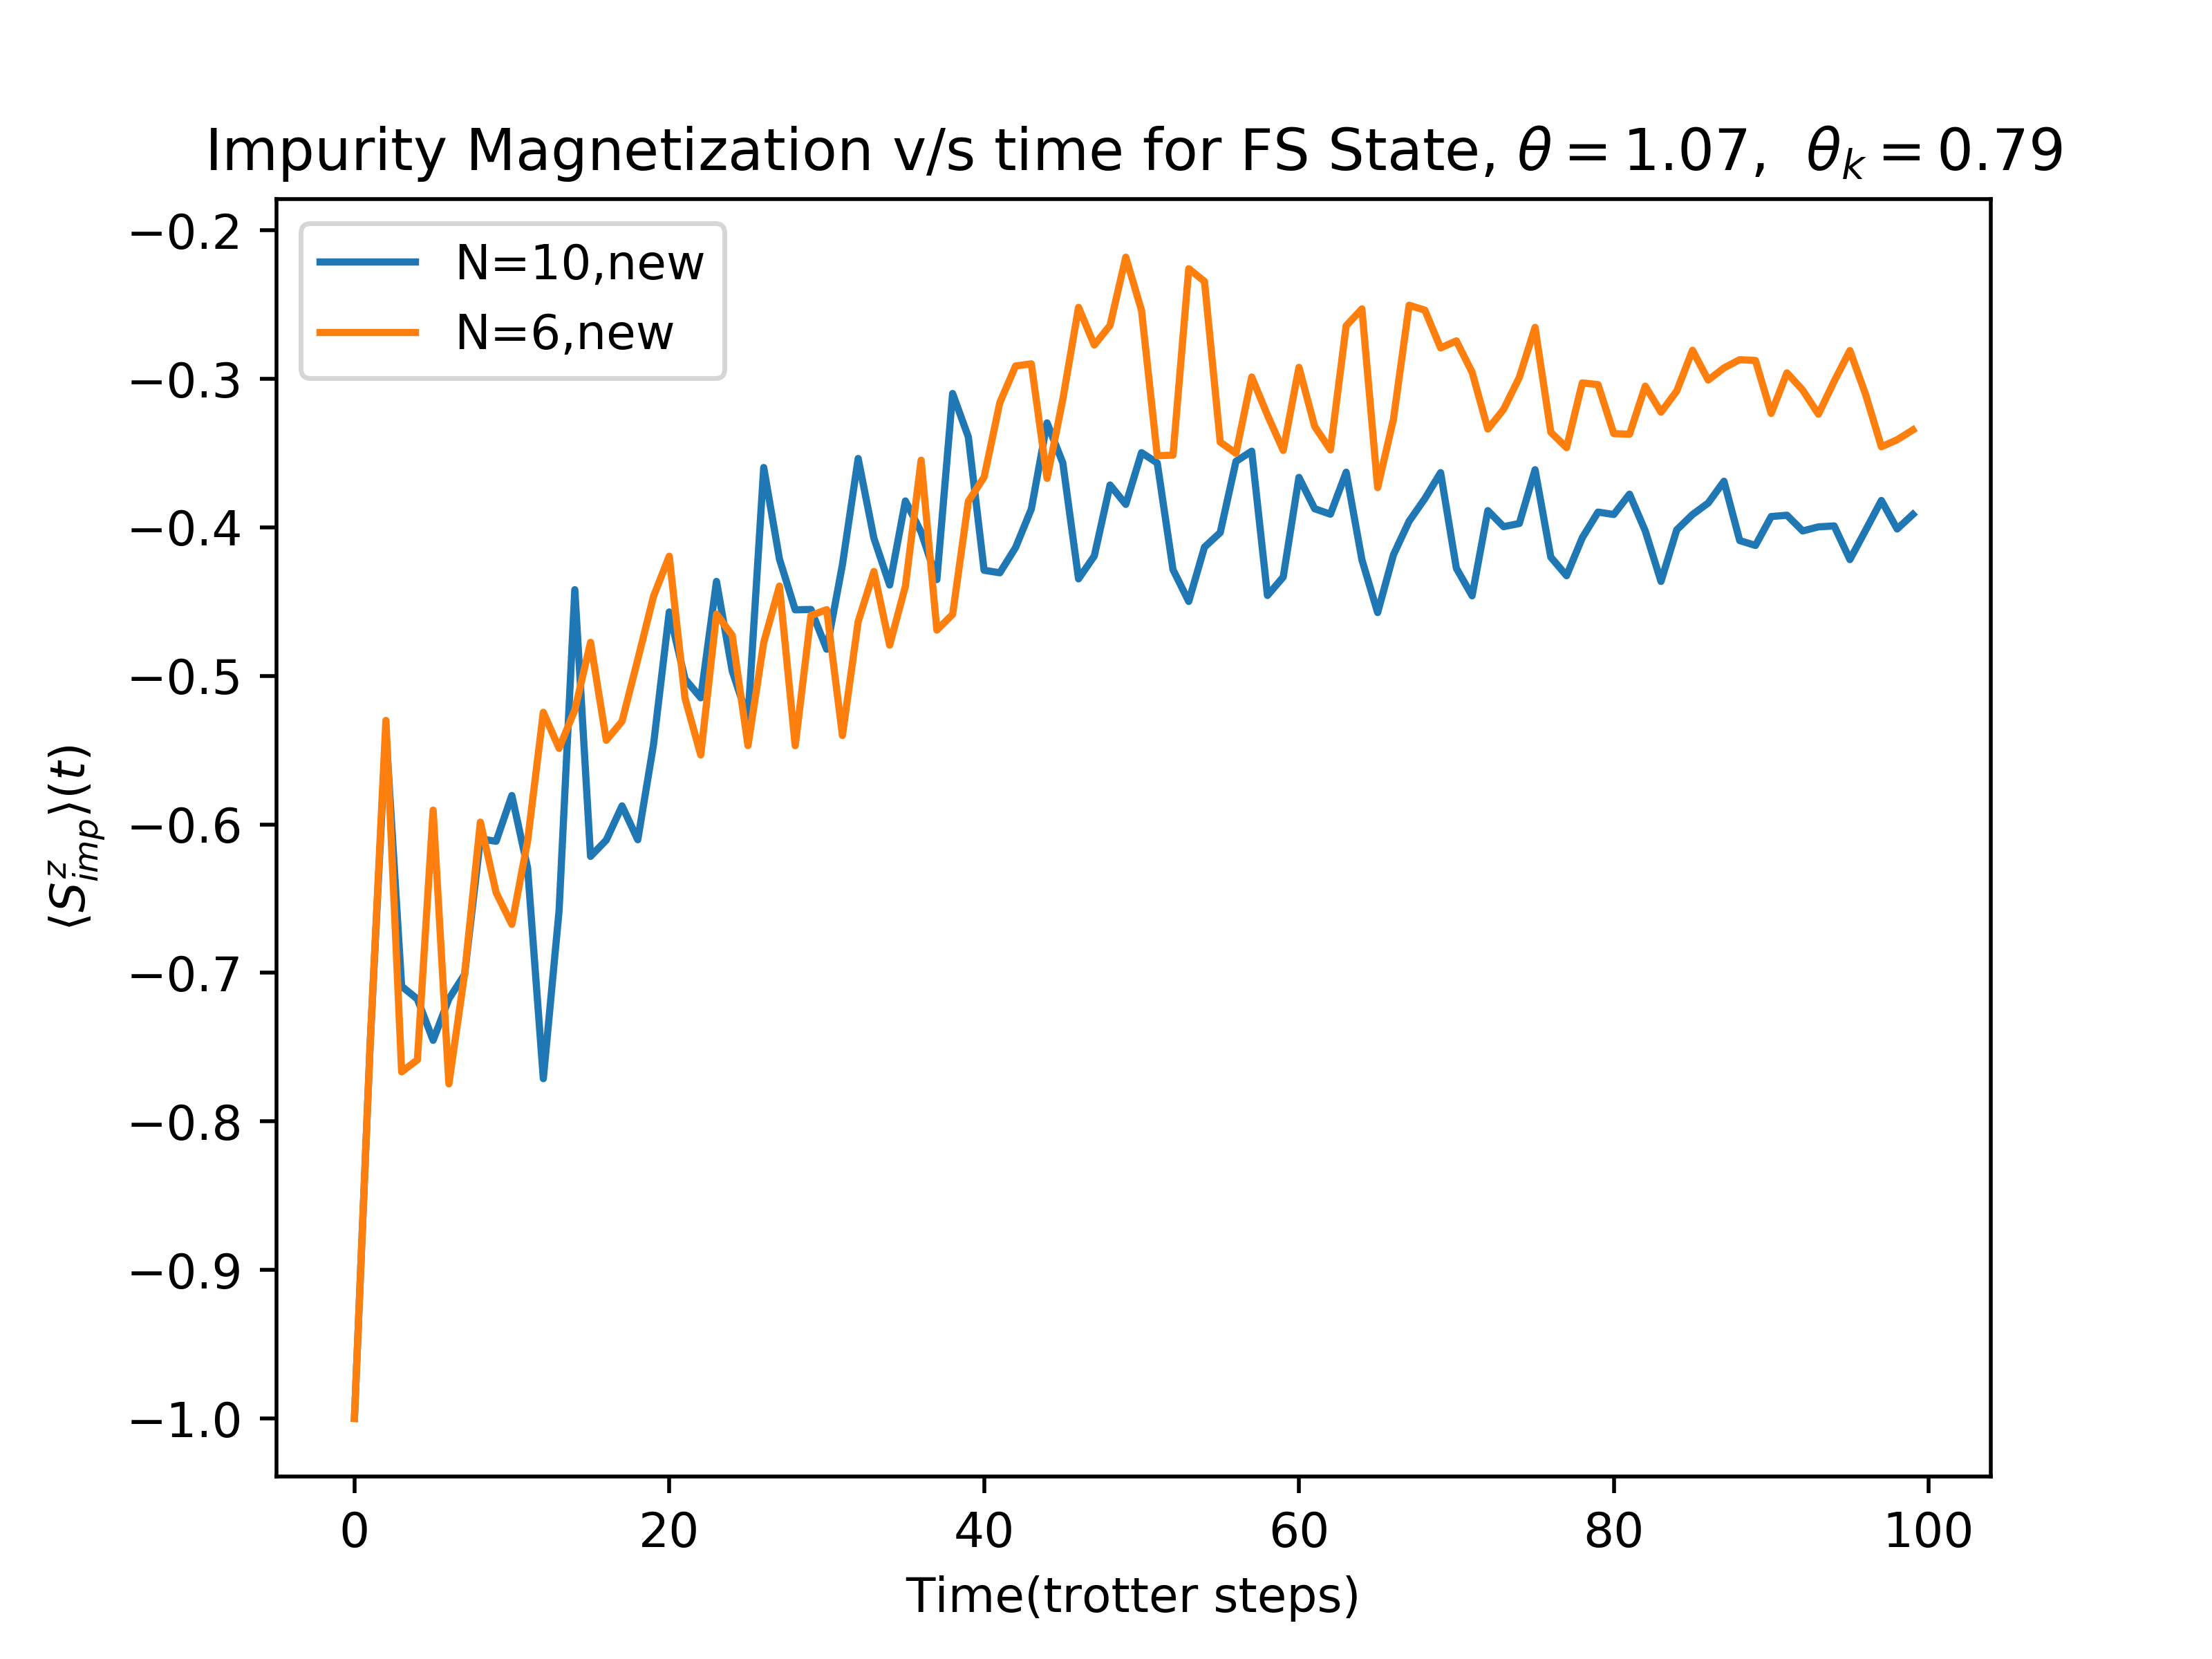 Impurity Magnetization v/s time for FS State, θ = 1.07, θ_k = 0.79
N=10,new
N=6,new
−0.2
−0.3
−0.4
−0.5
−0.6
−0.7
−0.8
−0.9
−1.0
⟨S^z_imp⟩(t)
0 20 40 60 80 100
Time(trotter steps)